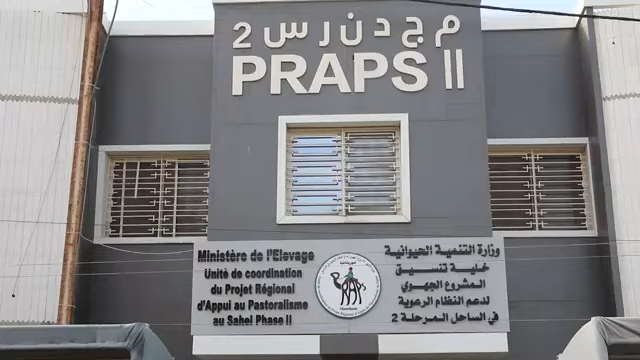 م ج د ن ر س 2
PRAPS II
Ministère de l'Elevage
Unité de coordination
du Projet Régional
d'Appui au Pastoralisme
au Sahel Phase II
PRAPS
وزارة التنمية الحيوانية
خلية تنسيق
المشروع الجهوي
لدعم النظام الرعوية
في الساحل المرحلة 2